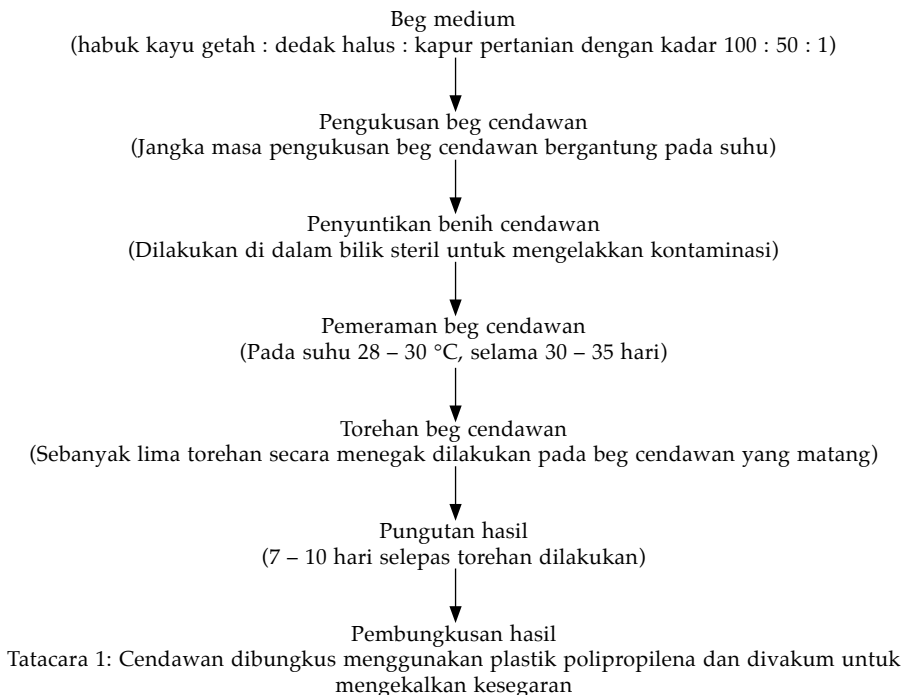 Beg medium
(habuk kayu getah : dedak halus : kapur pertanian dengan kadar 100 : 50 : 1)
Pengukusan beg cendawan
(Jangka masa pengukusan beg cendawan bergantung pada suhu)
Penyuntikan benih cendawan
(Dilakukan di dalam bilik steril untuk mengelakkan kontaminasi)
Pemeraman beg cendawan
(Pada suhu 28 – 30 °C, selama 30 – 35 hari)
Torehan beg cendawan
(Sebanyak lima torehan secara menegak dilakukan pada beg cendawan yang matang)
Pungutan hasil
(7 – 10 hari selepas torehan dilakukan)
Pembungkusan hasil
Tatacara 1: Cendawan dibungkus menggunakan plastik polipropilena dan divakum untuk
mengekalkan kesegaran